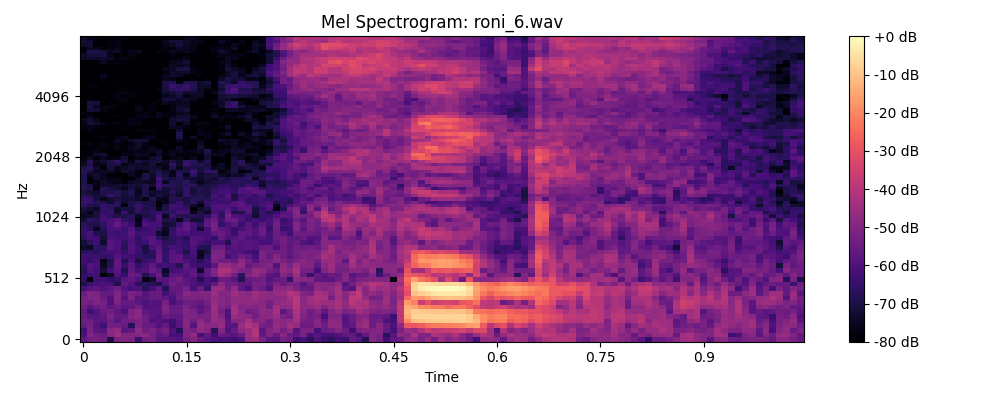 Mel Spectrogram: roni_6.wav
+0 dB
-10 dB
-20 dB
-30 dB
-40 dB
-50 dB
-60 dB
-70 dB
-80 dB
Hz
4096
2048
1024
512
0
0 0.15 0.3 0.45 0.6 0.75 0.9
Time